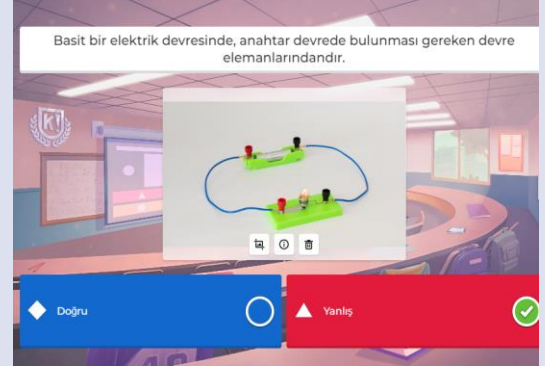 Basit bir elektrik devresinde, anahtar devrede bulunması gereken devre
elemanlarındandır.
K!
Doğru
Yanlış